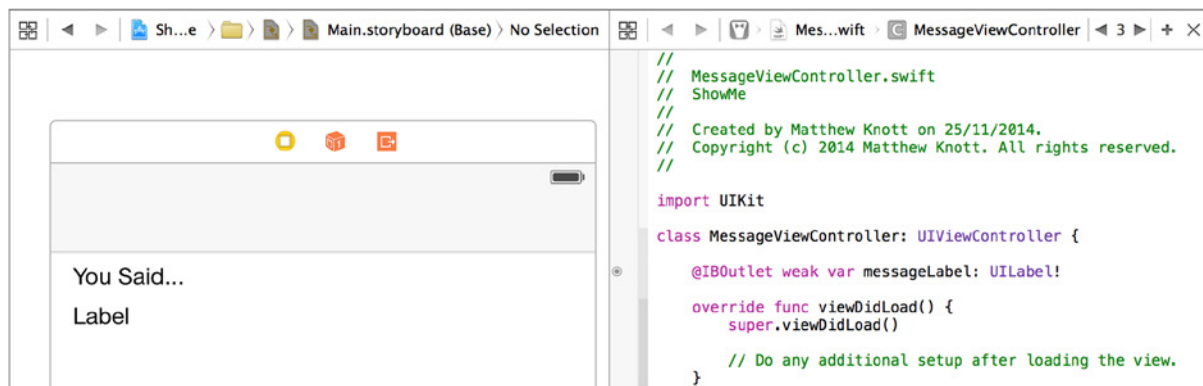 Sh...e Main.storyboard (Base) No Selection
Mes...wift MessageViewController 3
You Said...
Label
//
//  MessageViewController.swift
//  ShowMe
//
//  Created by Matthew Knott on 25/11/2014.
//  Copyright (c) 2014 Matthew Knott. All rights reserved.
//
import UIKit
class MessageViewController: UIViewController {
@IBOutlet weak var messageLabel: UILabel!
override func viewDidLoad() {
super.viewDidLoad()
// Do any additional setup after loading the view.
}